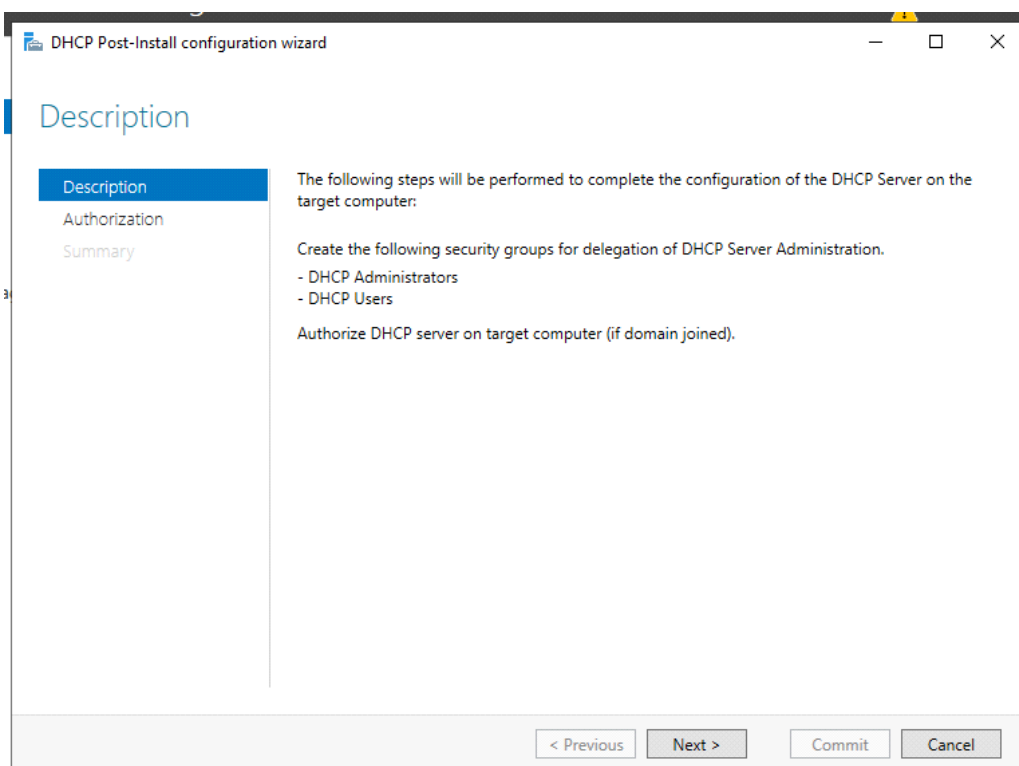 DHCP Post-Install configuration wizard
Description
Description
Authorization
Summary
The following steps will be performed to complete the configuration of the DHCP Server on the
target computer:
Create the following security groups for delegation of DHCP Server Administration.
- DHCP Administrators
- DHCP Users
Authorize DHCP server on target computer (if domain joined).
< Previous
Next >
Commit
Cancel